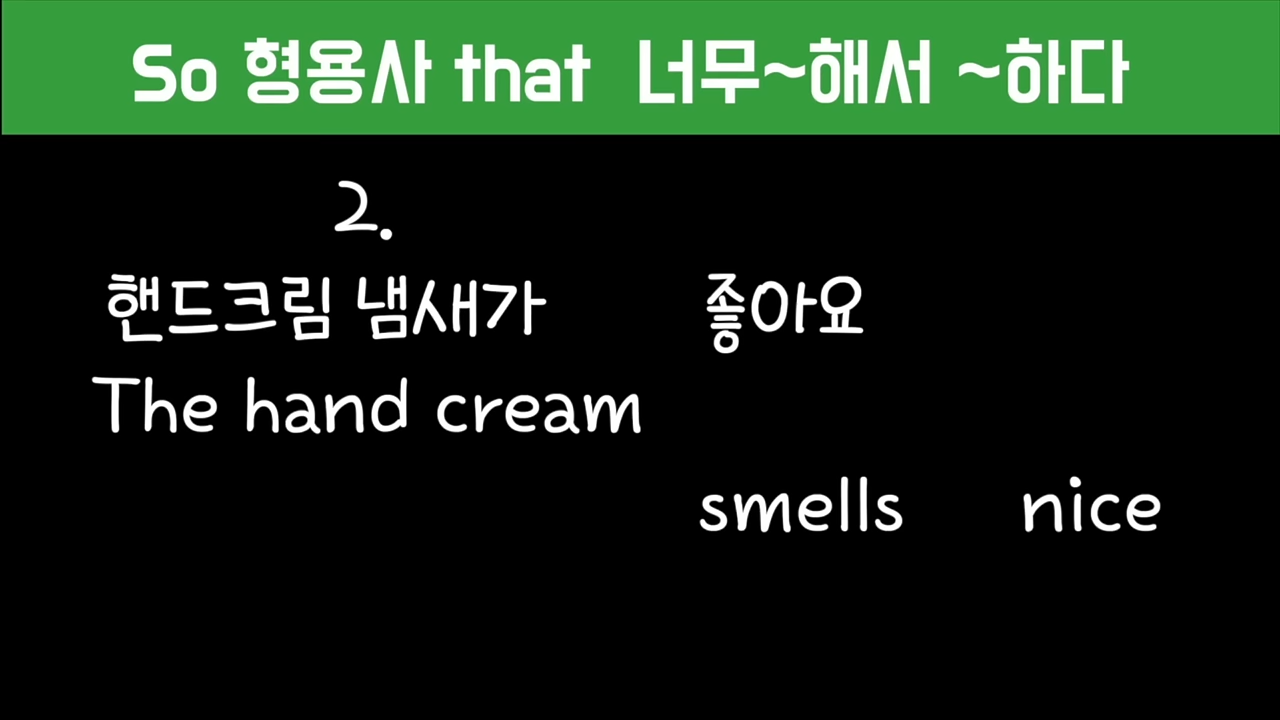 So 형용사 that 너무~해서 ~하다
2.
핸드크림 냄새가 좋아요
The hand cream
smells nice